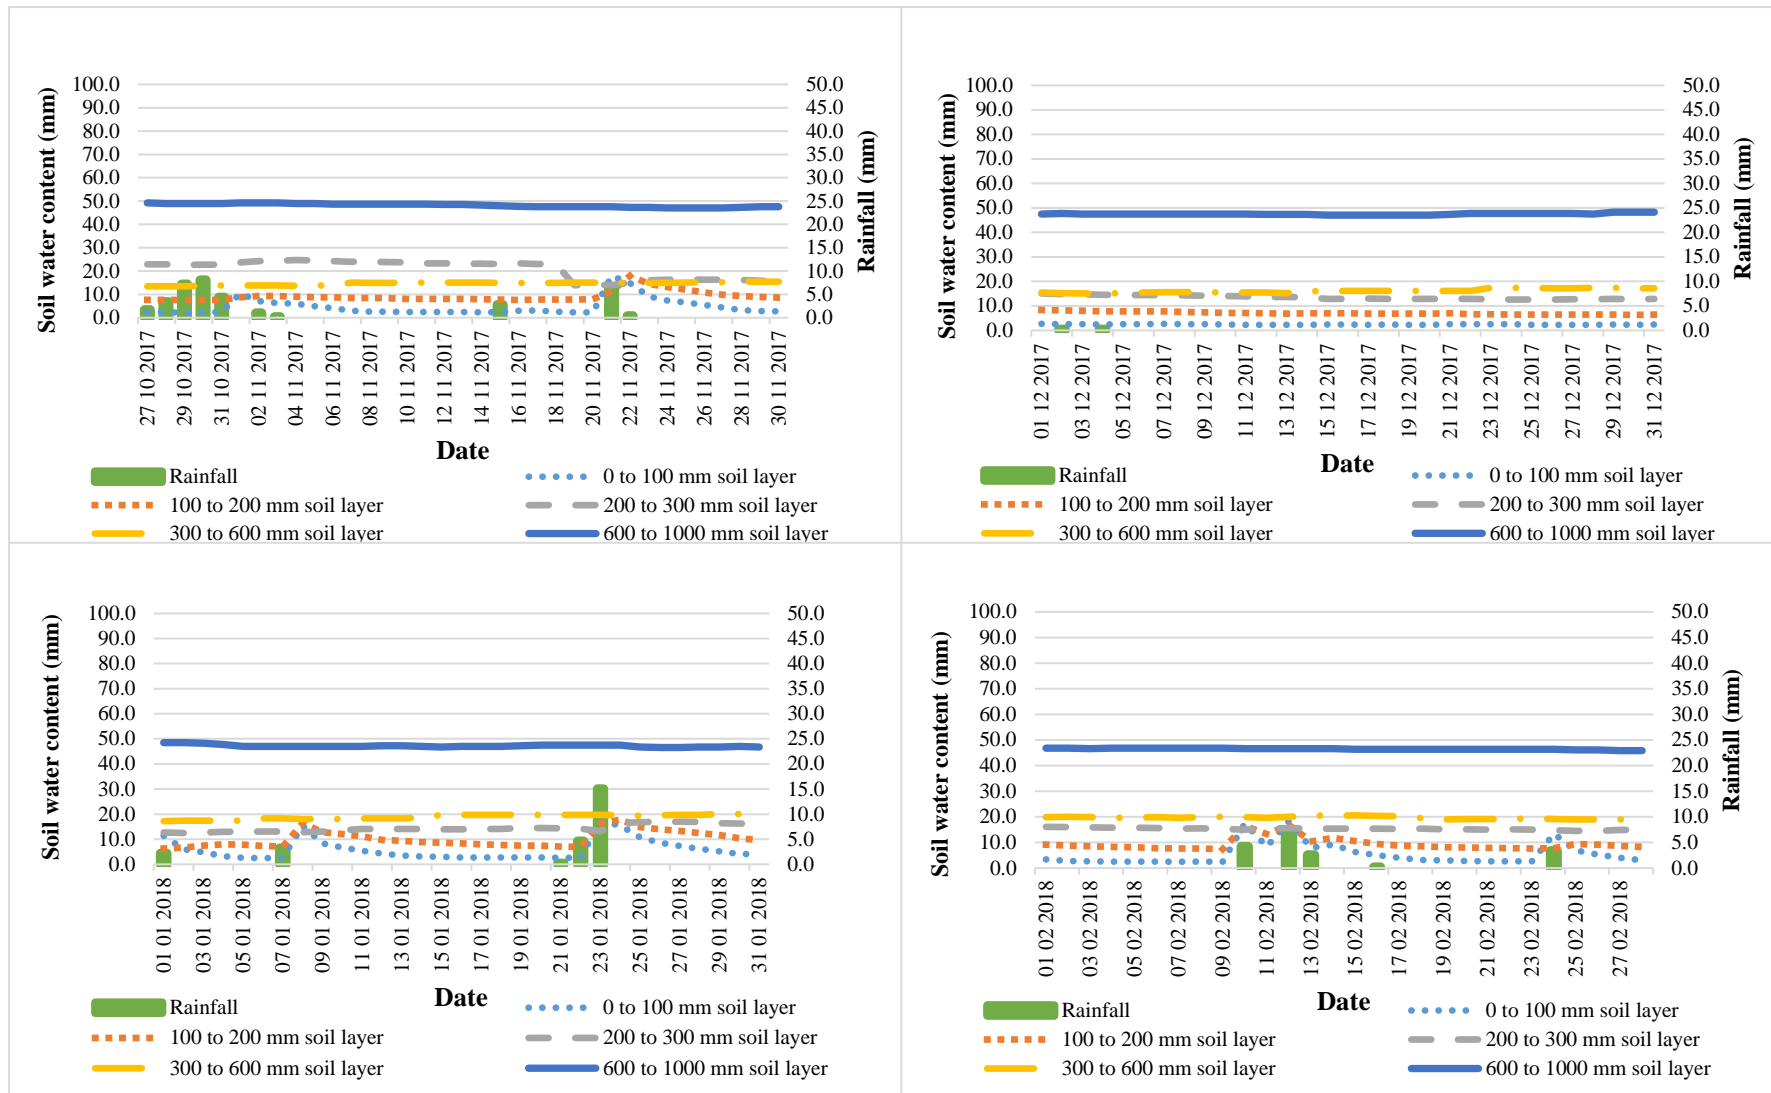 100.0
90.0
80.0
70.0
60.0
50.0
40.0
30.0
20.0
10.0
0.0
Soil water content (mm)
50.0
45.0
40.0
35.0
30.0
25.0
20.0
15.0
10.0
5.0
0.0
Rainfall (mm)
27 10 2017
29 10 2017
31 10 2017
02 11 2017
04 11 2017
06 11 2017
08 11 2017
10 11 2017
12 11 2017
14 11 2017
16 11 2017
18 11 2017
20 11 2017
22 11 2017
24 11 2017
26 11 2017
28 11 2017
30 11 2017
Date
Rainfall
0 to 100 mm soil layer
100 to 200 mm soil layer
200 to 300 mm soil layer
300 to 600 mm soil layer
600 to 1000 mm soil layer
100.0
90.0
80.0
70.0
60.0
50.0
40.0
30.0
20.0
10.0
0.0
Soil water content (mm)
50.0
45.0
40.0
35.0
30.0
25.0
20.0
15.0
10.0
5.0
0.0
Rainfall (mm)
01 12 2017
03 12 2017
05 12 2017
07 12 2017
09 12 2017
11 12 2017
13 12 2017
15 12 2017
17 12 2017
19 12 2017
21 12 2017
23 12 2017
25 12 2017
27 12 2017
29 12 2017
31 12 2017
Date
Rainfall
0 to 100 mm soil layer
100 to 200 mm soil layer
200 to 300 mm soil layer
300 to 600 mm soil layer
600 to 1000 mm soil layer
100.0
90.0
80.0
70.0
60.0
50.0
40.0
30.0
20.0
10.0
0.0
Soil water content (mm)
50.0
45.0
40.0
35.0
30.0
25.0
20.0
15.0
10.0
5.0
0.0
Rainfall (mm)
01 01 2018
03 01 2018
05 01 2018
07 01 2018
09 01 2018
11 01 2018
13 01 2018
15 01 2018
17 01 2018
19 01 2018
21 01 2018
23 01 2018
25 01 2018
27 01 2018
29 01 2018
31 01 2018
Date
Rainfall
0 to 100 mm soil layer
100 to 200 mm soil layer
200 to 300 mm soil layer
300 to 600 mm soil layer
600 to 1000 mm soil layer
100.0
90.0
80.0
70.0
60.0
50.0
40.0
30.0
20.0
10.0
0.0
Soil water content (mm)
50.0
45.0
40.0
35.0
30.0
25.0
20.0
15.0
10.0
5.0
0.0
Rainfall (mm)
01 02 2018
03 02 2018
05 02 2018
07 02 2018
09 02 2018
11 02 2018
13 02 2018
15 02 2018
17 02 2018
19 02 2018
21 02 2018
23 02 2018
25 02 2018
27 02 2018
Date
Rainfall
0 to 100 mm soil layer
100 to 200 mm soil layer
200 to 300 mm soil layer
300 to 600 mm soil layer
600 to 1000 mm soil layer